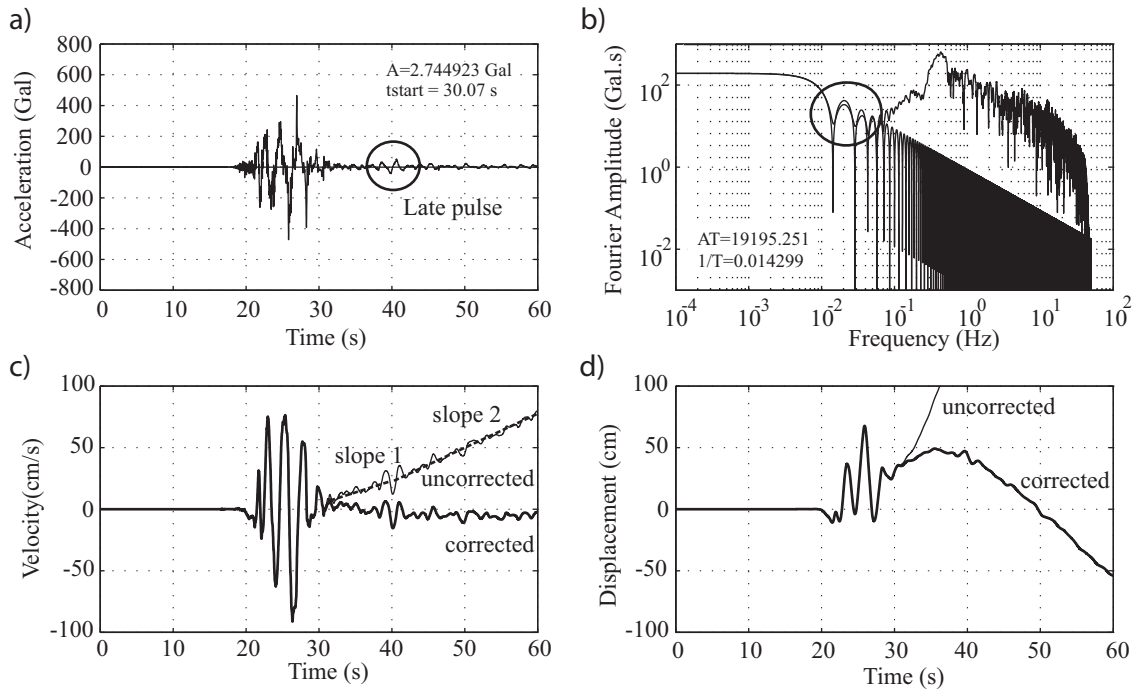 a)
800
600
400
200
0
-200
-400
-600
-800
Acceleration (Gal)
A=2.744923 Gal
tstart = 30.07 s
Late pulse
0 10 20 30 40 50 60
Time (s)
b)
10^2
10^0
10^-2
Fourier Amplitude (Gal.s)
AT=19195.251
1/T=0.014299
10^4 10^-3 10^-2 10^-1 10^0 10^1 10^2
Frequency (Hz)
c)
100
50
0
-50
-100
Velocity(cm/s)
slope 2
slope 1
uncorrected
corrected
0 10 20 30 40 50 60
Time (s)
d)
100
50
0
-50
-100
Displacement (cm)
uncorrected
corrected
0 10 20 30 40 50 60
Time (s)